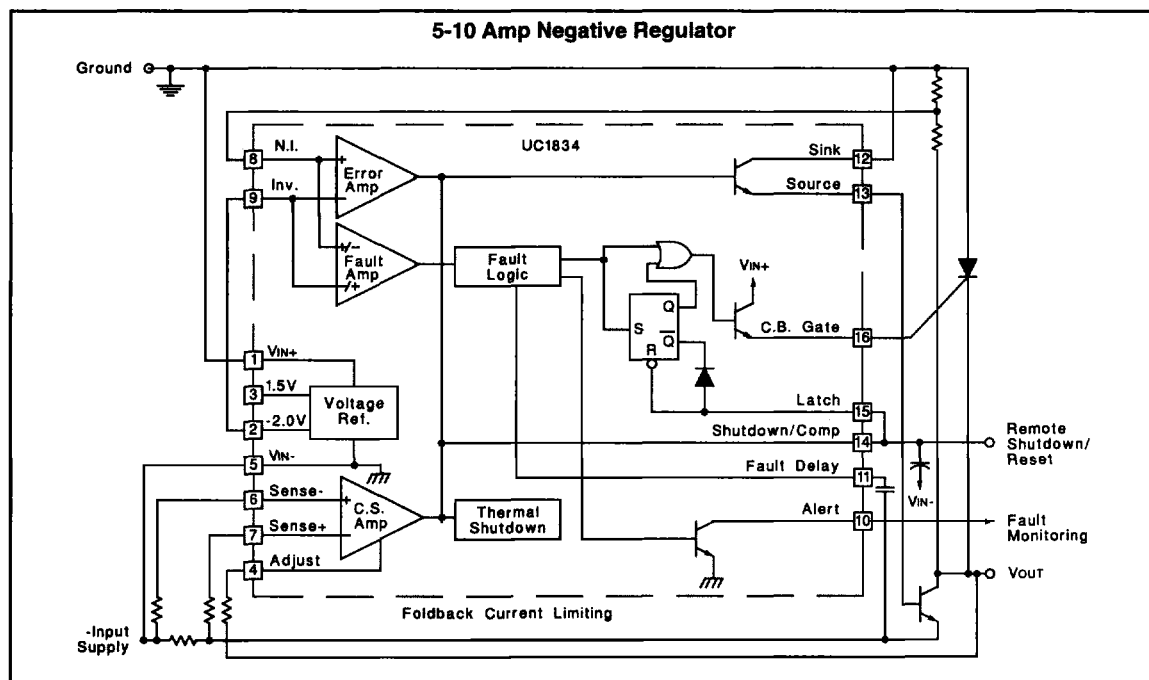 5-10 Amp Negative Regulator
Ground
UC1834
8 N.I.
+ Error Amp
Sink 12
9 Inv.
−
Source 13
+/−
Fault Amp
−/+
Fault Logic
VIN+
C.B. Gate 16
S Q
Q
R
1 VIN+
3 1.5V
2 -2.0V
Voltage Ref.
Latch 15
Shutdown/Comp 14
Remote Shutdown/ Reset
5 VIN-
Fault Delay 11
VIN-
6 Sense-
+ C.S. Amp
7 Sense+
−
Thermal Shutdown
Alert 10
Fault Monitoring
4 Adjust
VOUT
Foldback Current Limiting
-Input Supply